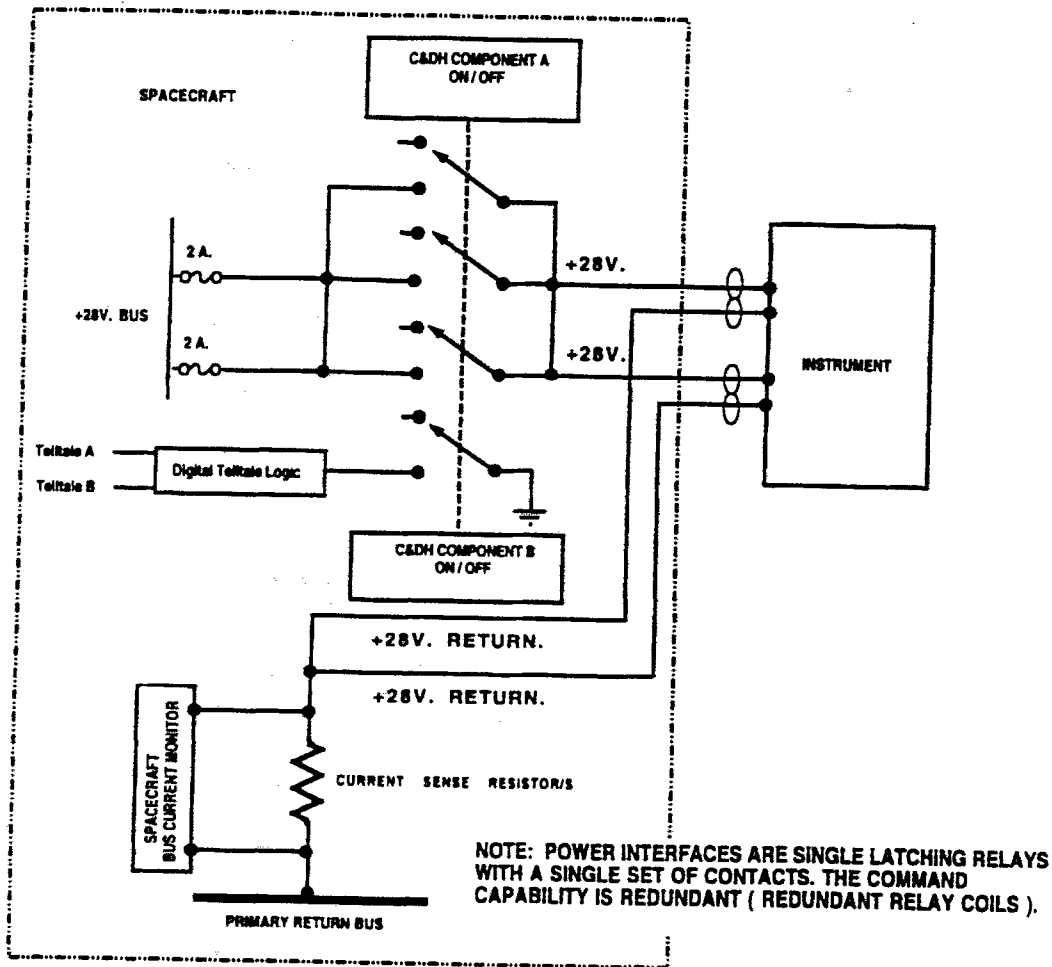 C&DH COMPONENT A
ON / OFF
SPACECRAFT
2 A.
+28V. BUS
2 A.
+28V.
+28V.
INSTRUMENT
Telltale A
Telltale B
Digital Telltale Logic
C&DH COMPONENT B
ON / OFF
+28V. RETURN.
+28V. RETURN.
SPACECRAFT
BUS CURRENT MONITOR
CURRENT SENSE RESISTOR/S
PRIMARY RETURN BUS
NOTE: POWER INTERFACES ARE SINGLE LATCHING RELAYS
WITH A SINGLE SET OF CONTACTS. THE COMMAND
CAPABILITY IS REDUNDANT ( REDUNDANT RELAY COILS ).